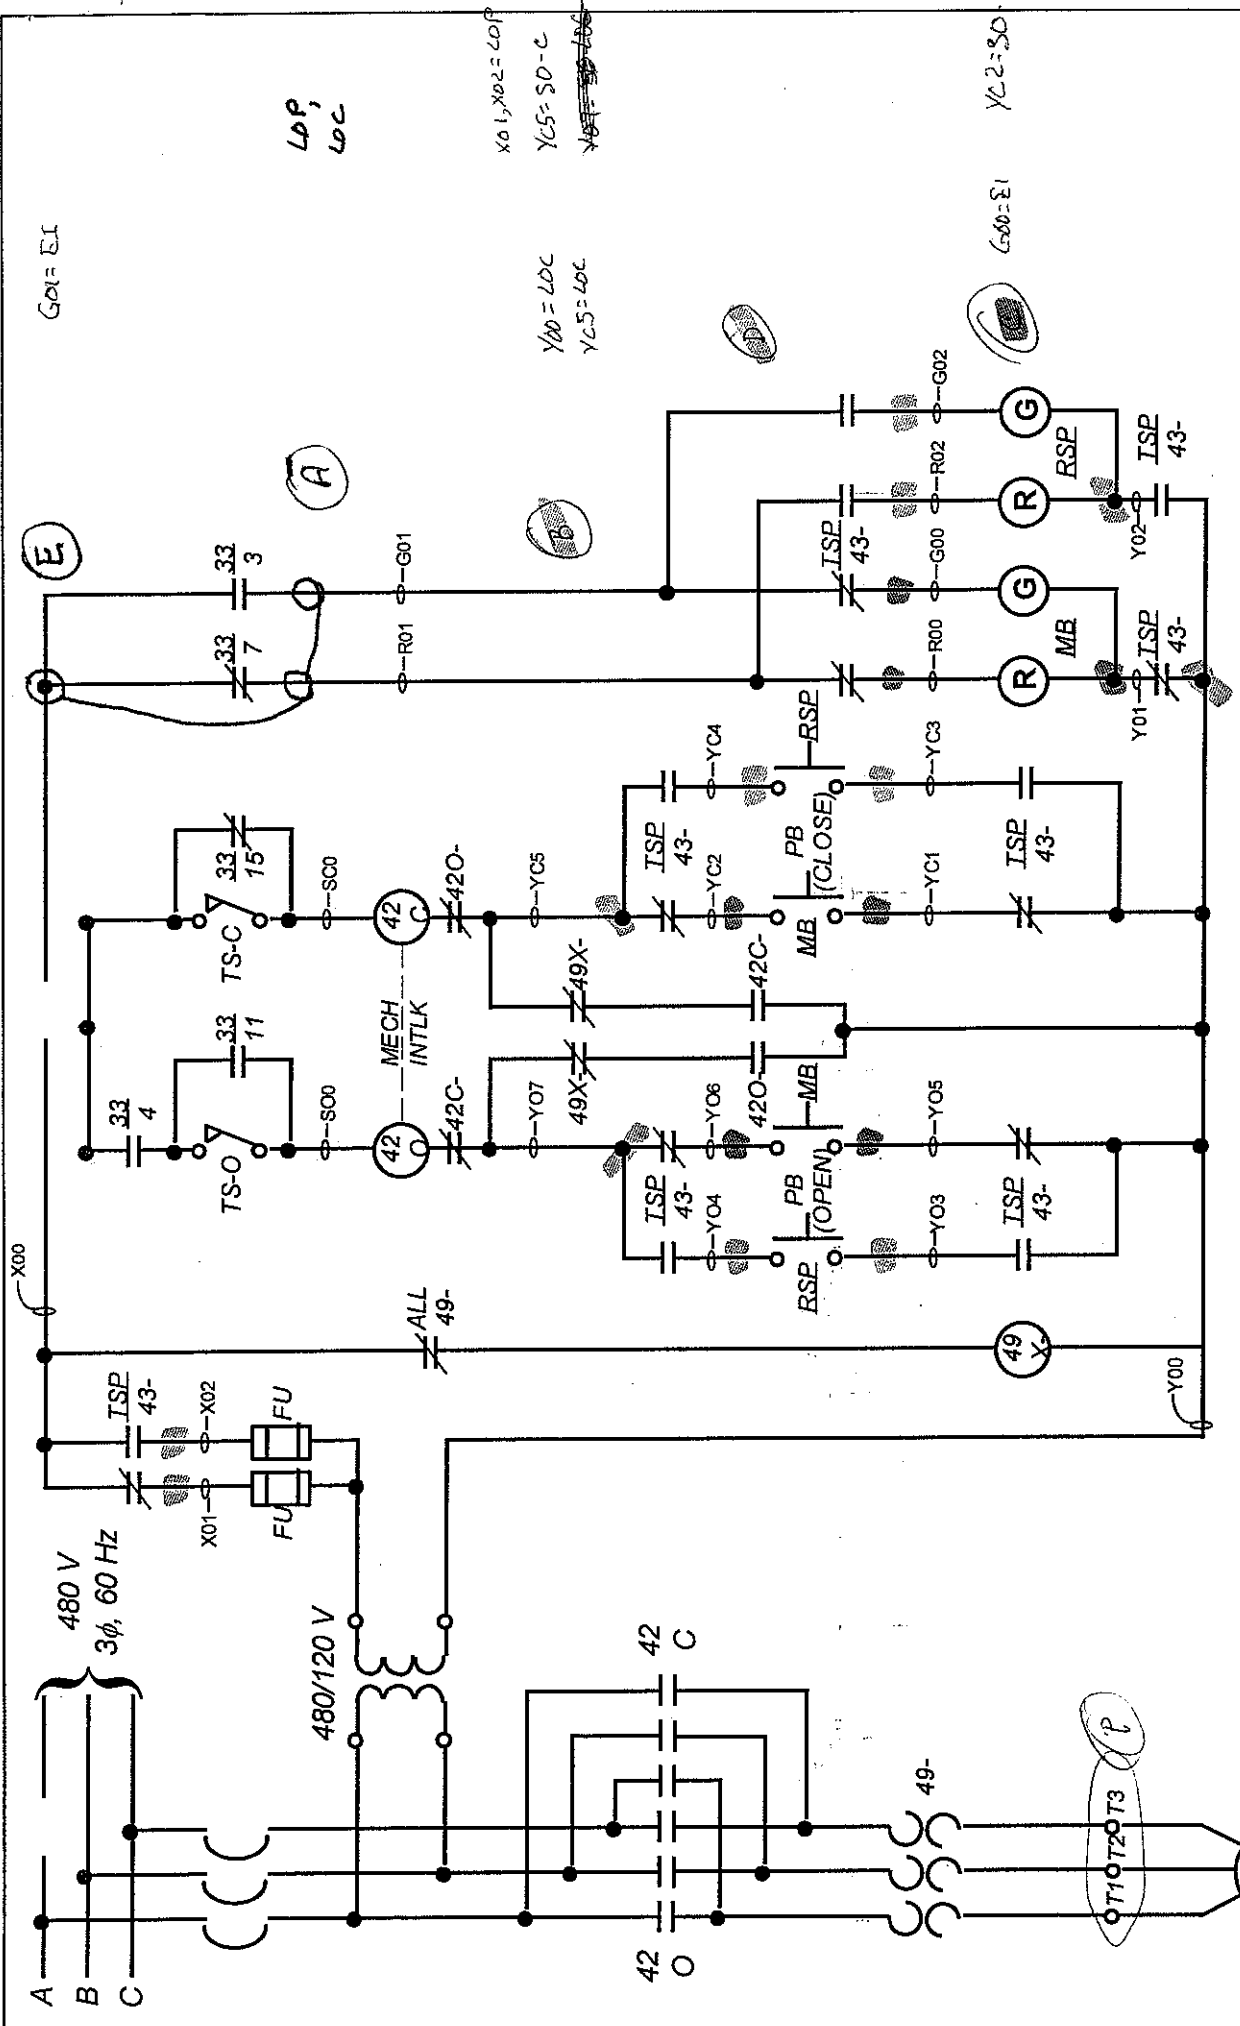 A
B
C
480 V
3ϕ, 60 Hz
480/120 V
42
O
42
C
49-
T1
T2
T3
P
X00
TSP
43-
X01
X02
FU
FU
ALL
49-
49
X-
Y00
33
4
TS-O
33
11
SO0
42
O
42C-
MECH
INTLK
YO7
49X-
42O-
TSP
43-
YO4
YO6
RSP
PB
(OPEN)
MB
YO3
YO5
TSP
43-
TS-C
33
15
SC0
42
C
42O-
YC5
49X-
42C-
TSP
43-
YC2
YC4
MB
PB
(CLOSE)
RSP
YC1
YC3
TSP
43-
E
33
7
33
3
R01
G01
TSP
43-
R00
G00
R02
G02
R
G
R
G
MB
RSP
Y01
TSP
43-
Y02
TSP
43-
A
B
D
G01 = EI
LOP,
LOC
X01, X02 = LOP
YC5 = SO-C
Y00 = LOC
YC5 = LOC
G00 = EI
YC2 = SO